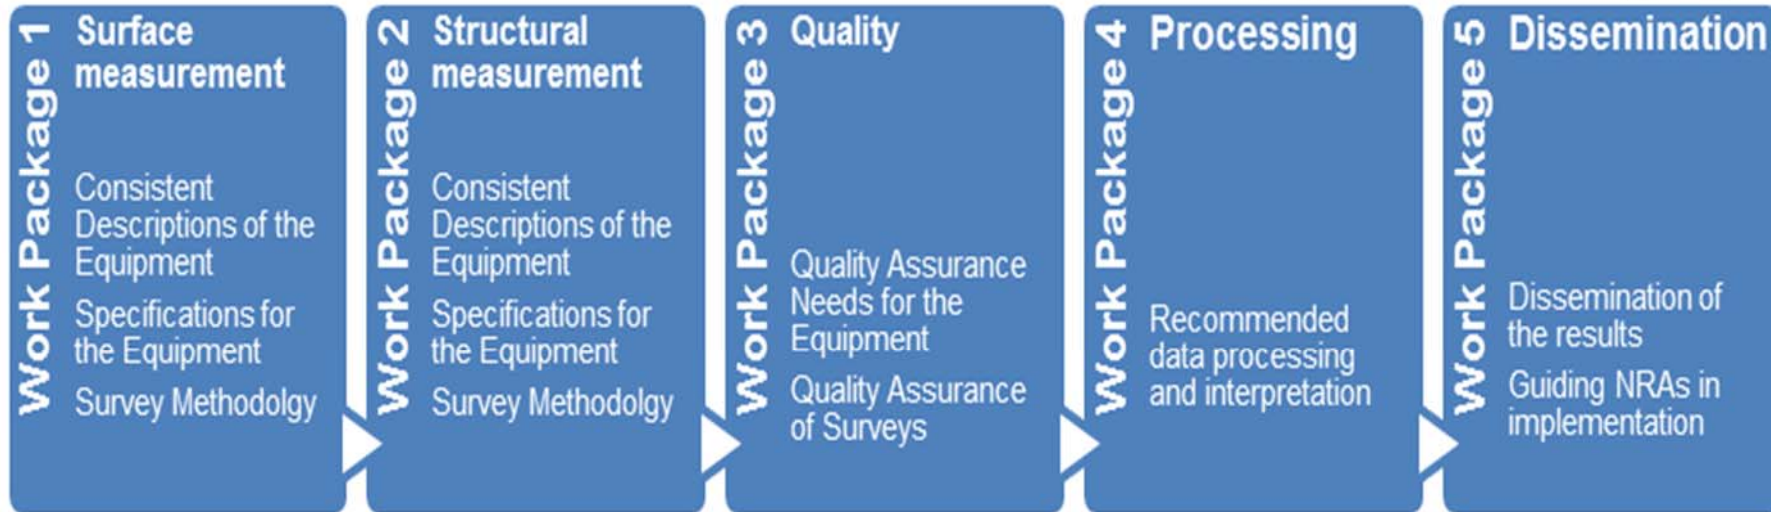 Work Package 1
Surface
measurement
Consistent
Descriptions of the
Equipment
Specifications for
the Equipment
Survey Methodolgy
Work Package 2
Structural
measurement
Consistent
Descriptions of the
Equipment
Specifications for
the Equipment
Survey Methodolgy
Work Package 3
Quality
Quality Assurance
Needs for the
Equipment
Quality Assurance
of Surveys
Work Package 4
Processing
Recommended
data processing
and interpretation
Work Package 5
Dissemination
Dissemination of
the results
Guiding NRAs in
implementation